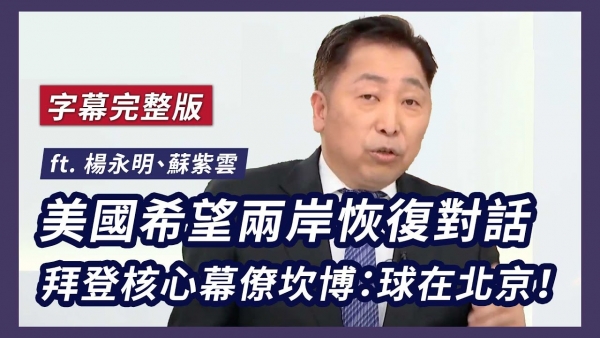 字幕完整版
ft. 楊永明、蘇紫雲
美國希望兩岸恢復對話
拜登核心幕僚坎博：球在北京！